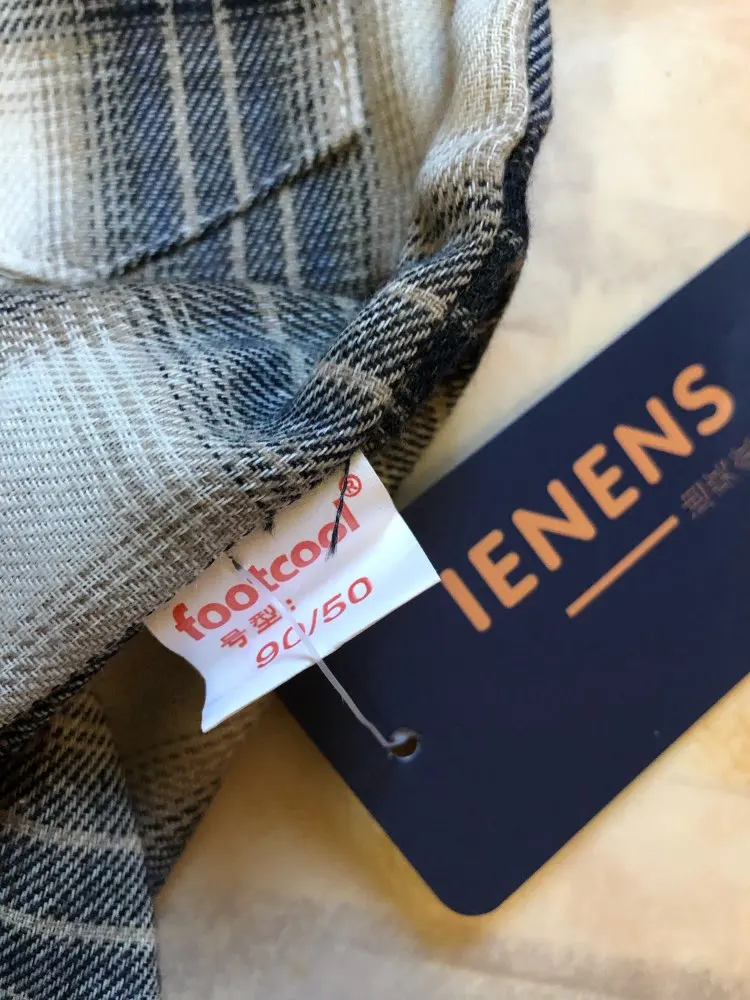 footcool®
号型:
90/50
IENENS